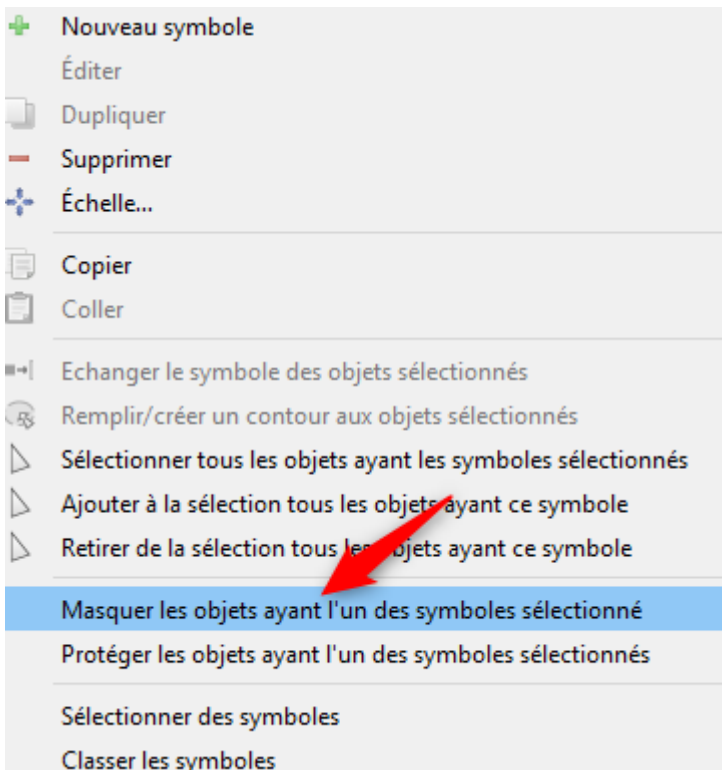 Nouveau symbole
Éditer
Dupliquer
Supprimer
Échelle...
Copier
Coller
Echanger le symbole des objets sélectionnés
Remplir/créer un contour aux objets sélectionnés
Sélectionner tous les objets ayant les symboles sélectionnés
Ajouter à la sélection tous les objets ayant ce symbole
Retirer de la sélection tous les objets ayant ce symbole
Masquer les objets ayant l'un des symboles sélectionné
Protéger les objets ayant l'un des symboles sélectionnés
Sélectionner des symboles
Classer les symboles